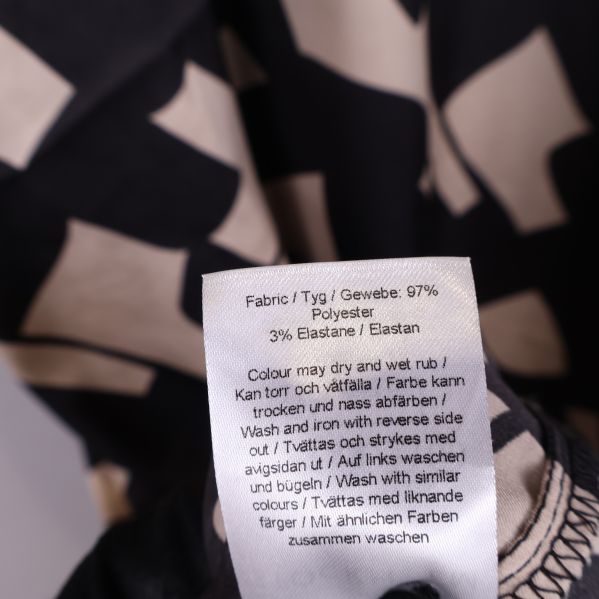 Fabric / Tyg / Gewebe: 97%
Polyester
3% Elastane / Elastan
Colour may dry and wet rub /
Kan torr och våtfälla / Farbe kann
trocken und nass abfärben /
Wash and iron with reverse side
out / Tvättas och strykes med
avigsidan ut / Auf links waschen
und bügeln / Wash with similar
colours / Tvättas med liknande
färger / Mit ähnlichen Farben
zusammen waschen